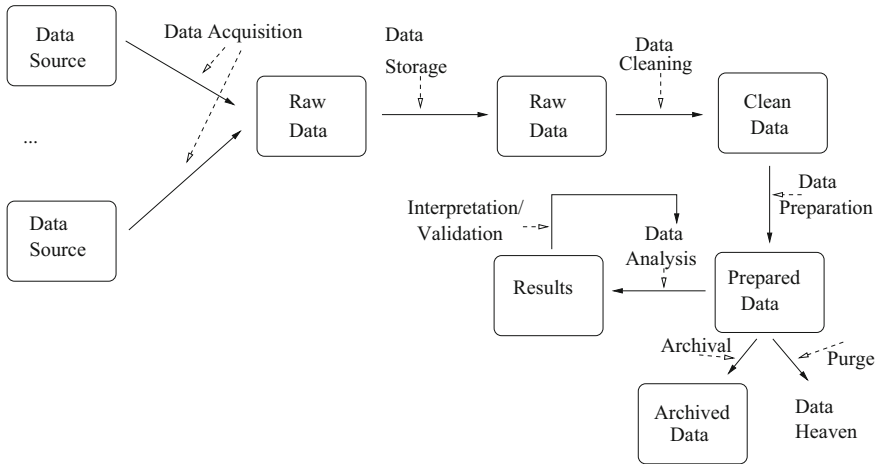 Data
Source
Data Acquisition
Data
Storage
Data
Cleaning
Raw
Data
Raw
Data
Clean
Data
...
Data
Source
Interpretation/
Validation
Data
Analysis
Data
Preparation
Results
Prepared
Data
Archival
Purge
Archived
Data
Data
Heaven